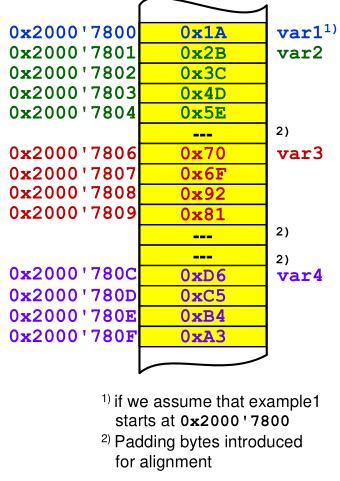 0x2000'7800 0x1A var1 1)
0x2000'7801 0x2B var2
0x2000'7802 0x3C
0x2000'7803 0x4D
0x2000'7804 0x5E
--- 2)
0x2000'7806 0x70 var3
0x2000'7807 0x6F
0x2000'7808 0x92
0x2000'7809 0x81
--- 2)
--- 2)
0x2000'780C 0xD6 var4
0x2000'780D 0xC5
0x2000'780E 0xB4
0x2000'780F 0xA3
1) if we assume that example1
starts at 0x2000'7800
2) Padding bytes introduced
for alignment